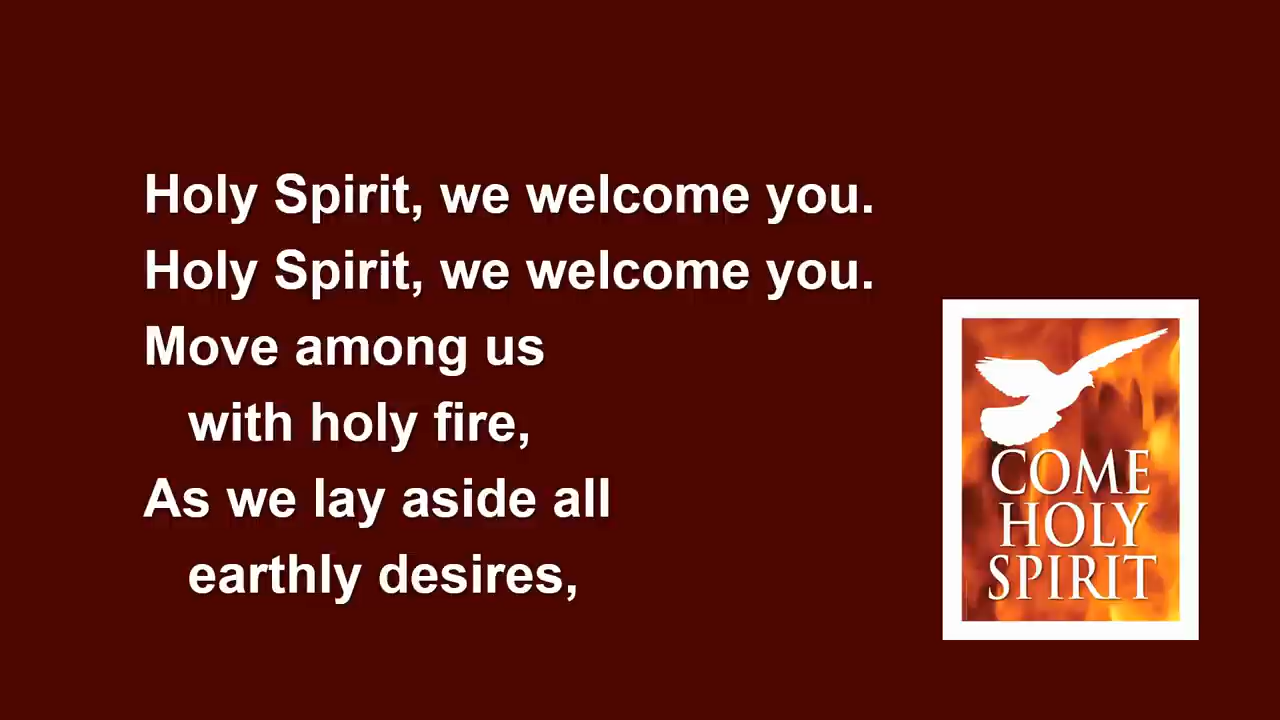 Holy Spirit, we welcome you.
Holy Spirit, we welcome you.
Move among us
with holy fire,
As we lay aside all
earthly desires,
COME
HOLY
SPIRIT